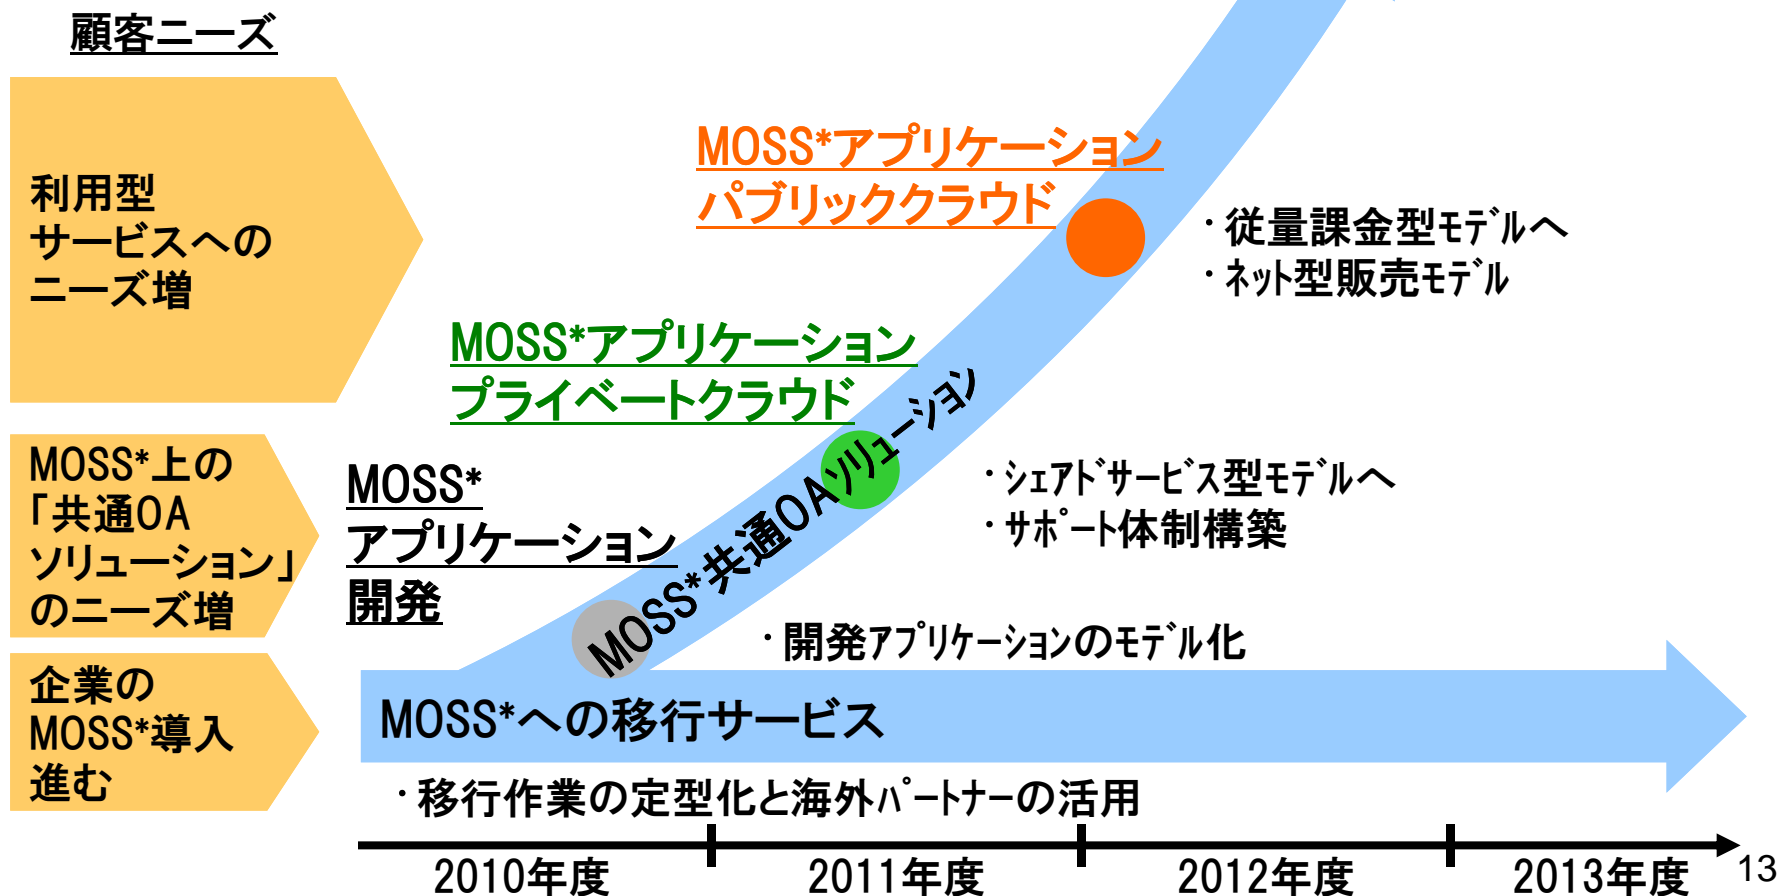 顧客ニーズ
利用型
サービスへの
ニーズ増
MOSS*上の
「共通OA
ソリューション」
のニーズ増
企業の
MOSS*導入
進む
MOSS*アプリケーション
パブリッククラウド
・従量課金型ﾓﾃﾞﾙへ
・ﾈｯﾄ型販売ﾓﾃﾞﾙ
MOSS*アプリケーション
プライベートクラウド
・ｼｪｱﾄﾞｻｰﾋﾞｽ型ﾓﾃﾞﾙへ
・ｻﾎﾟｰﾄ体制構築
MOSS*
アプリケーション
開発
MOSS*共通OAソリューション
・開発ｱﾌﾟﾘｹｰｼｮﾝのﾓﾃﾞﾙ化
MOSS*への移行サービス
・移行作業の定型化と海外ﾊﾟｰﾄﾅｰの活用
2010年度
2011年度
2012年度
2013年度
13